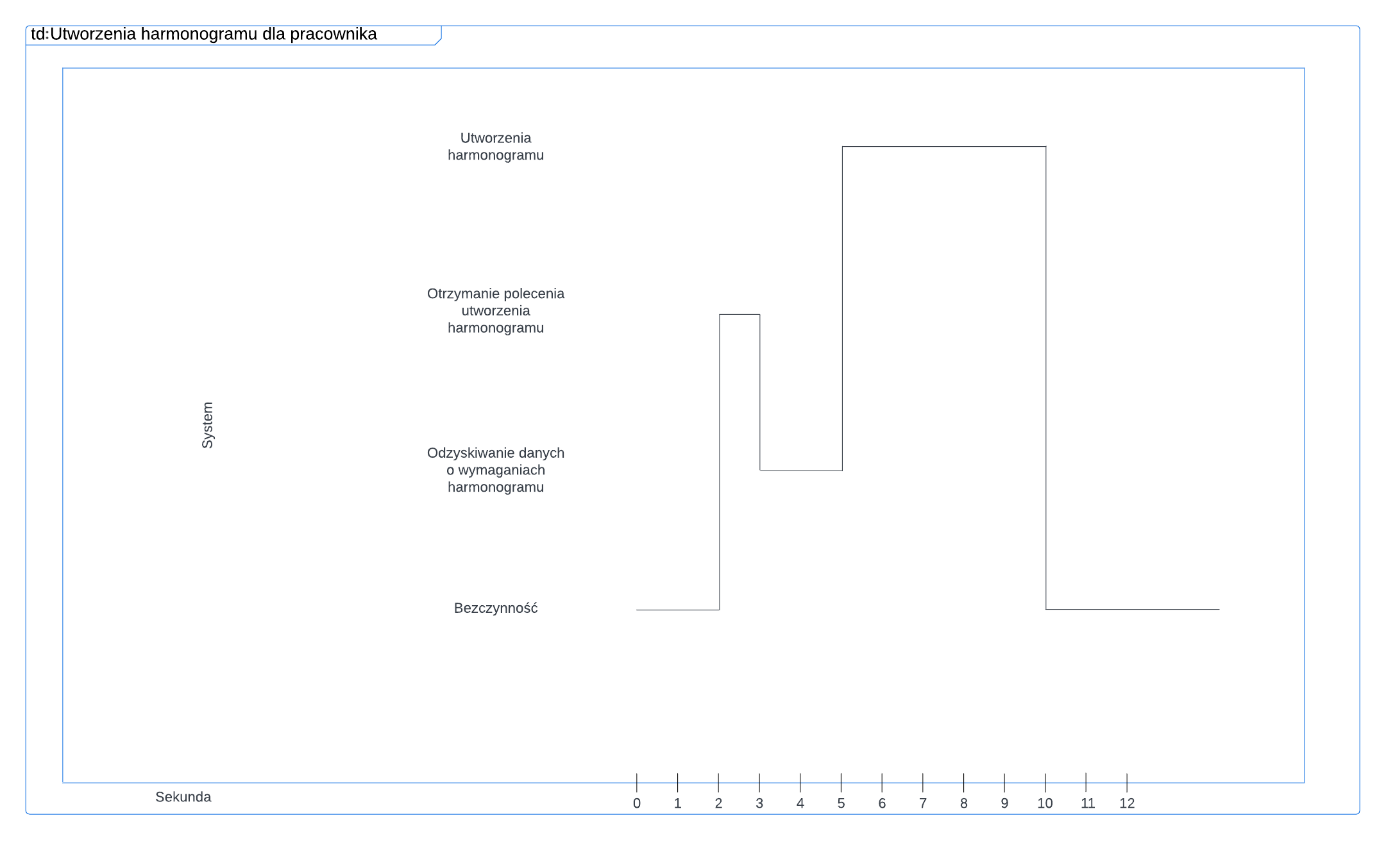 td:Utworzenia harmonogramu dla pracownika
Utworzenia
harmonogramu
Otrzymanie polecenia
utworzenia
harmonogramu
System
Odzyskiwanie danych
o wymaganiach
harmonogramu
Bezczynność
Sekunda
0 1 2 3 4 5 6 7 8 9 10 11 12